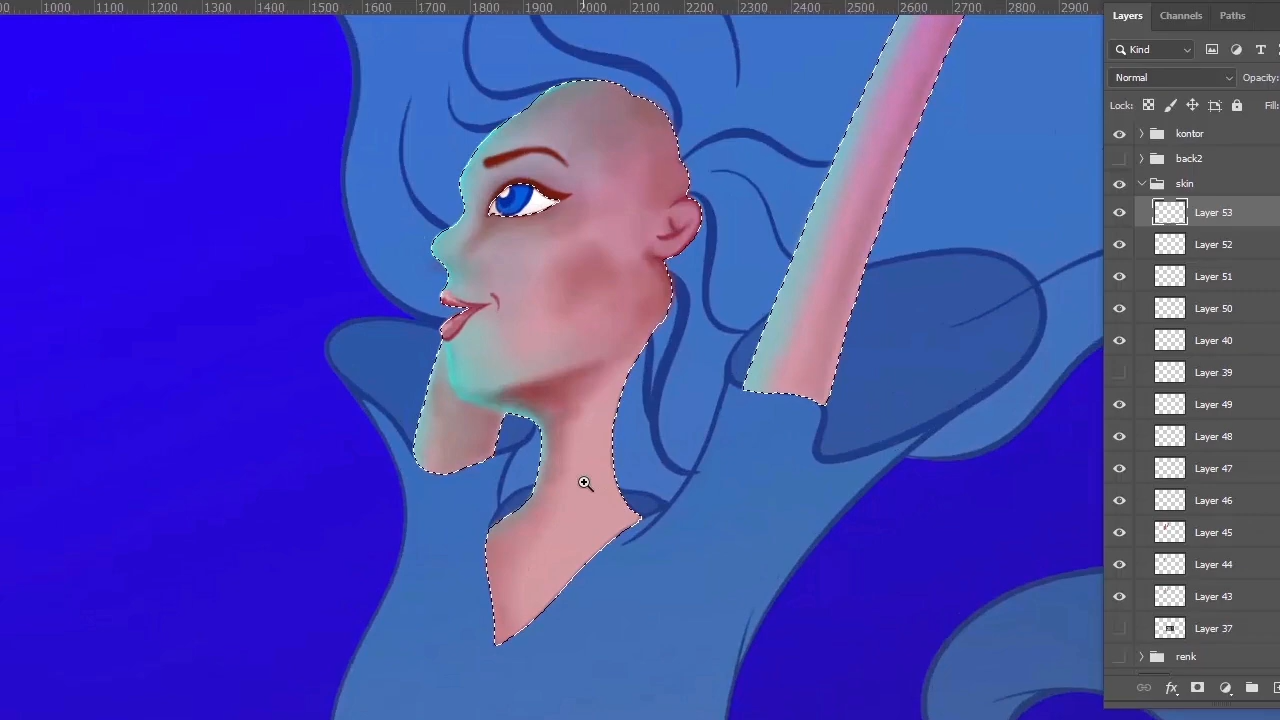 00 1000 1100 1200 1300 1400 1500 1600 1700 1800 1900 2000 2100 2200 2300 2400 2500 2600 2700 2800 2900
Layers Channels Paths
Kind
Normal Opacity:
Lock: Fill:
kontor
back2
skin
Layer 53
Layer 52
Layer 51
Layer 50
Layer 40
Layer 39
Layer 49
Layer 48
Layer 47
Layer 46
Layer 45
Layer 44
Layer 43
Layer 37
renk
fx